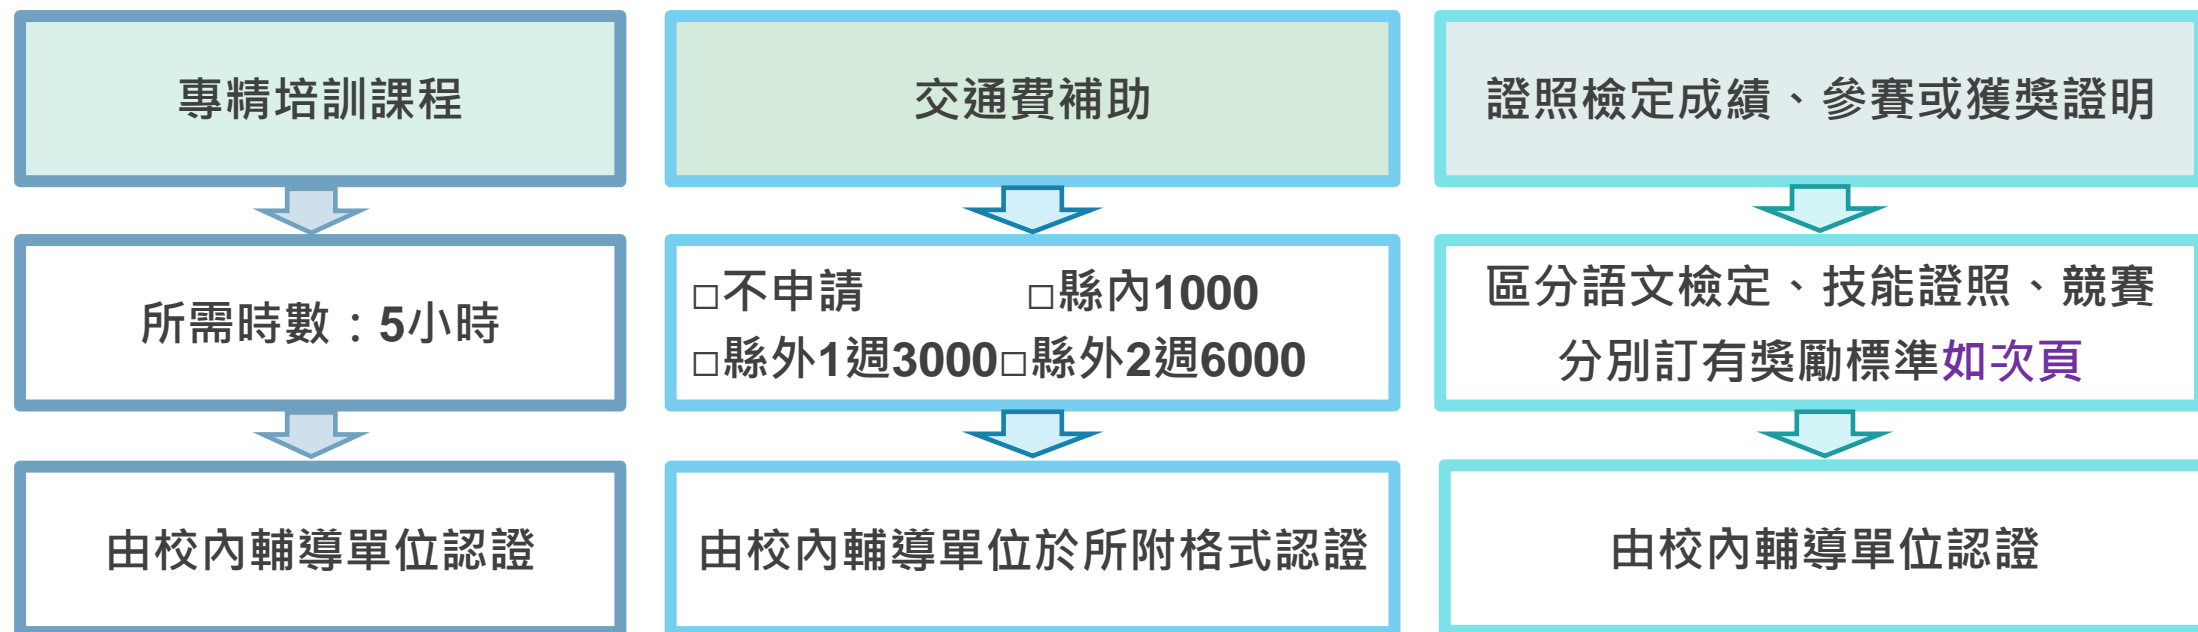 專精培訓課程
所需時數：5小時
由校內輔導單位認證
交通費補助
□不申請 □縣內1000
□縣外1週3000□縣外2週6000
由校內輔導單位於所附格式認證
證照檢定成績、參賽或獲獎證明
區分語文檢定、技能證照、競賽
分別訂有獎勵標準如次頁
由校內輔導單位認證